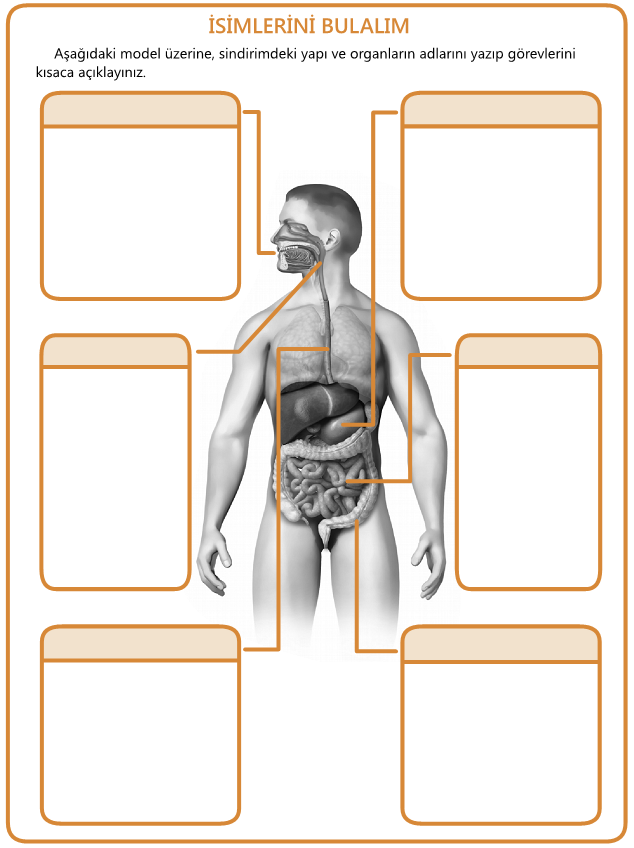 İSİMLERİNİ BULALIM
Aşağıdaki model üzerine, sindirimdeki yapı ve organların adlarını yazıp görevlerini
kısaca açıklayınız.